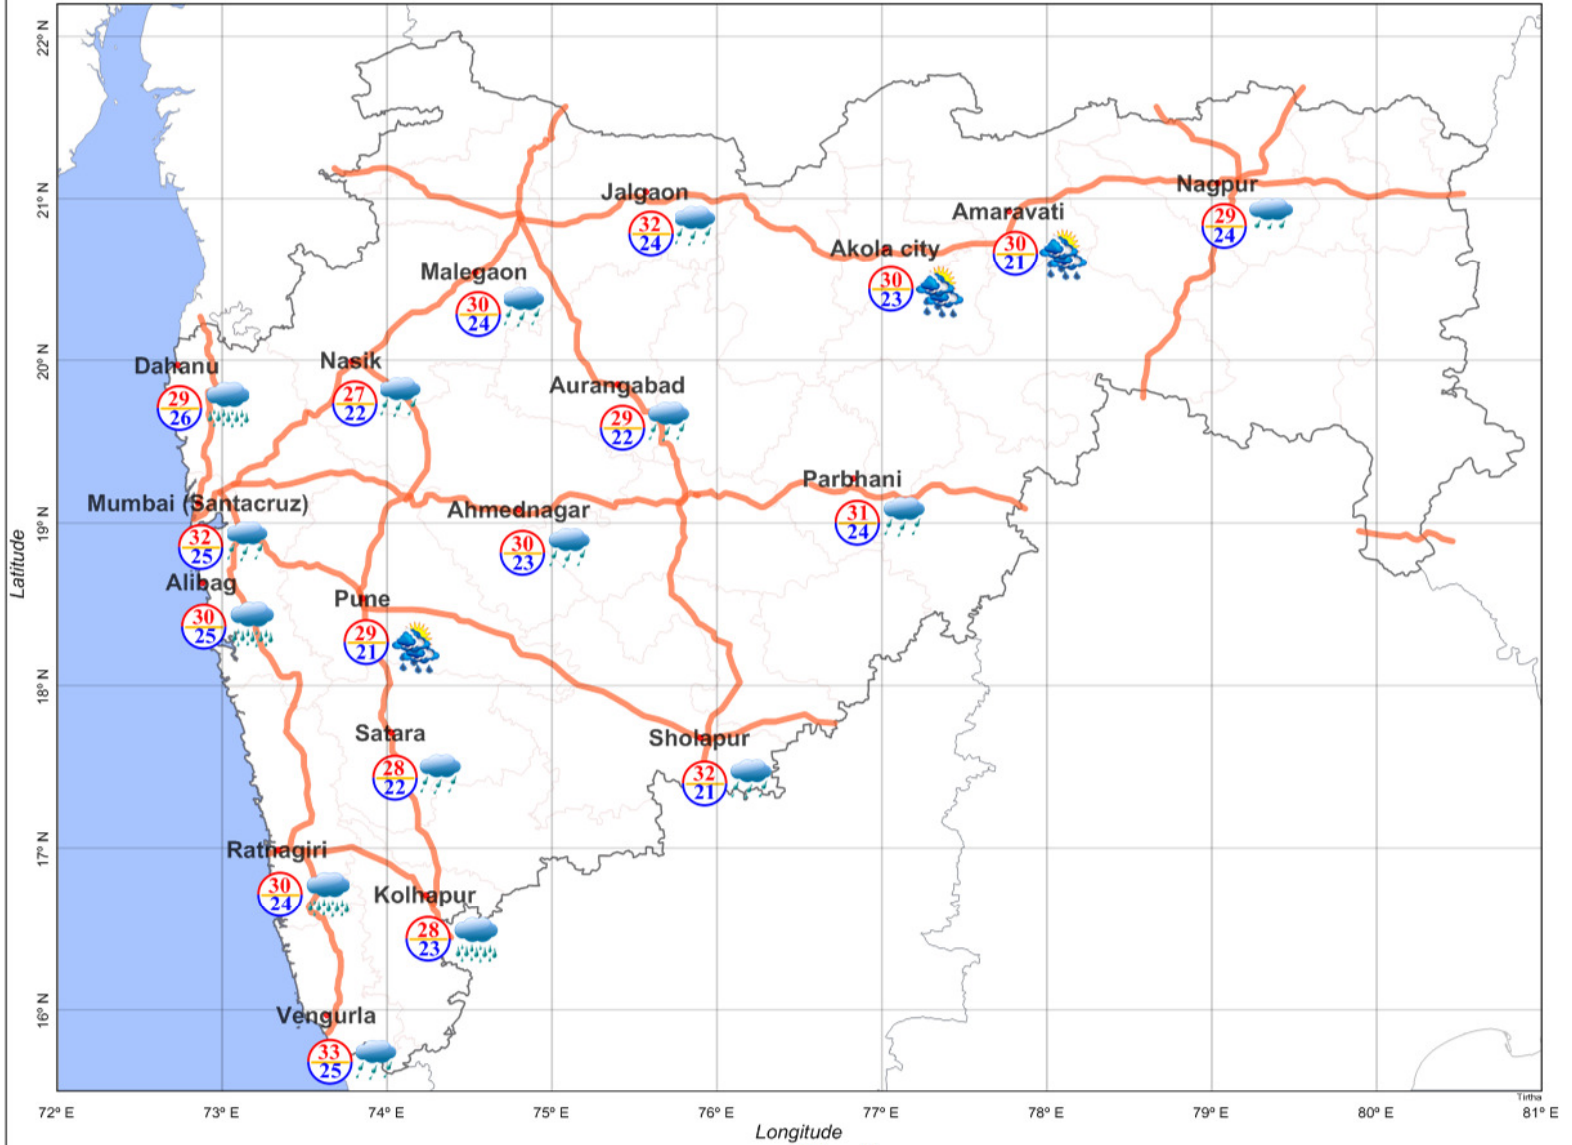 22° N
21° N
20° N
19° N
18° N
17° N
16° N
Latitude
Jalgaon
32
24
Nagpur
29
24
Amaravati
30
21
Akola city
30
23
Malegaon
30
24
Dahanu
29
26
Nasik
27
22
Aurangabad
29
22
Parbhani
31
24
Mumbai (Santacruz)
32
25
Ahmednagar
30
23
Alibag
30
25
Pune
29
21
Satara
28
22
Sholapur
32
21
Ratnagiri
30
24
Kolhapur
28
23
Vengurla
33
25
Tirtha
72° E 73° E 74° E 75° E 76° E 77° E 78° E 79° E 80° E 81° E
Longitude